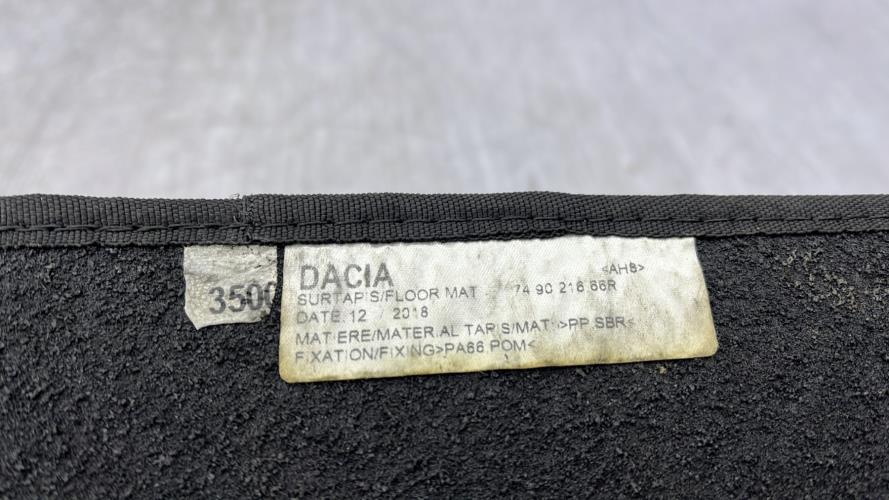 3500
DACIA
SURTAPIS/FLOOR MAT 74 90 216 66R
DATE 12 / 2018
MATIERE/MATERIAL TAPIS/MAT >PP SBR<
FIXATION/FIXING>PA66 POM<